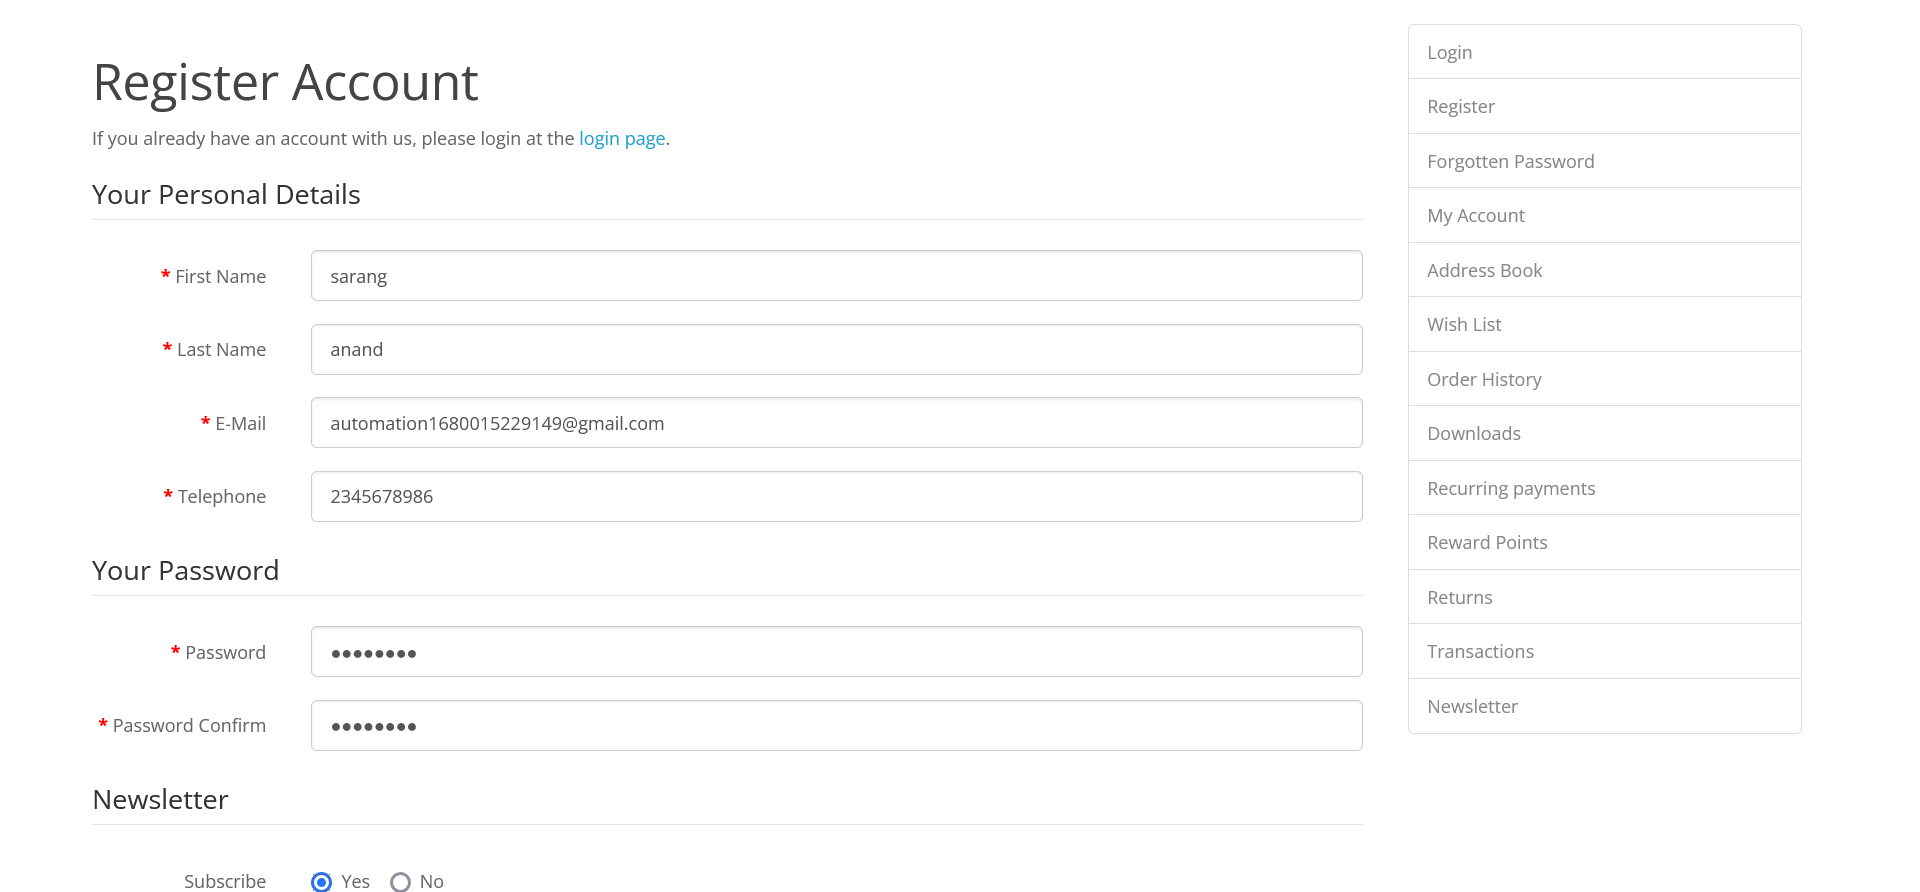 Register Account
If you already have an account with us, please login at the login page.
Your Personal Details
* First Name
sarang
* Last Name
anand
* E-Mail
automation1680015229149@gmail.com
* Telephone
2345678986
Your Password
* Password
●●●●●●●●
* Password Confirm
●●●●●●●●
Newsletter
Subscribe Yes No
Login
Register
Forgotten Password
My Account
Address Book
Wish List
Order History
Downloads
Recurring payments
Reward Points
Returns
Transactions
Newsletter